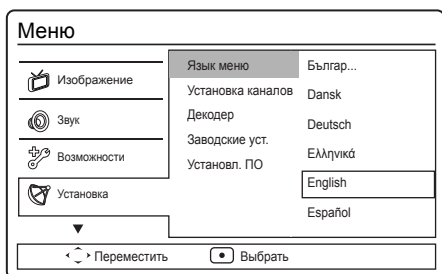 Меню
Изображение
Звук
Возможности
Установка
Язык меню
Установка каналов
Декодер
Заводские уст.
Установл. ПО
Българ...
Dansk
Deutsch
Ελληνικά
English
Español
Переместить
Выбрать